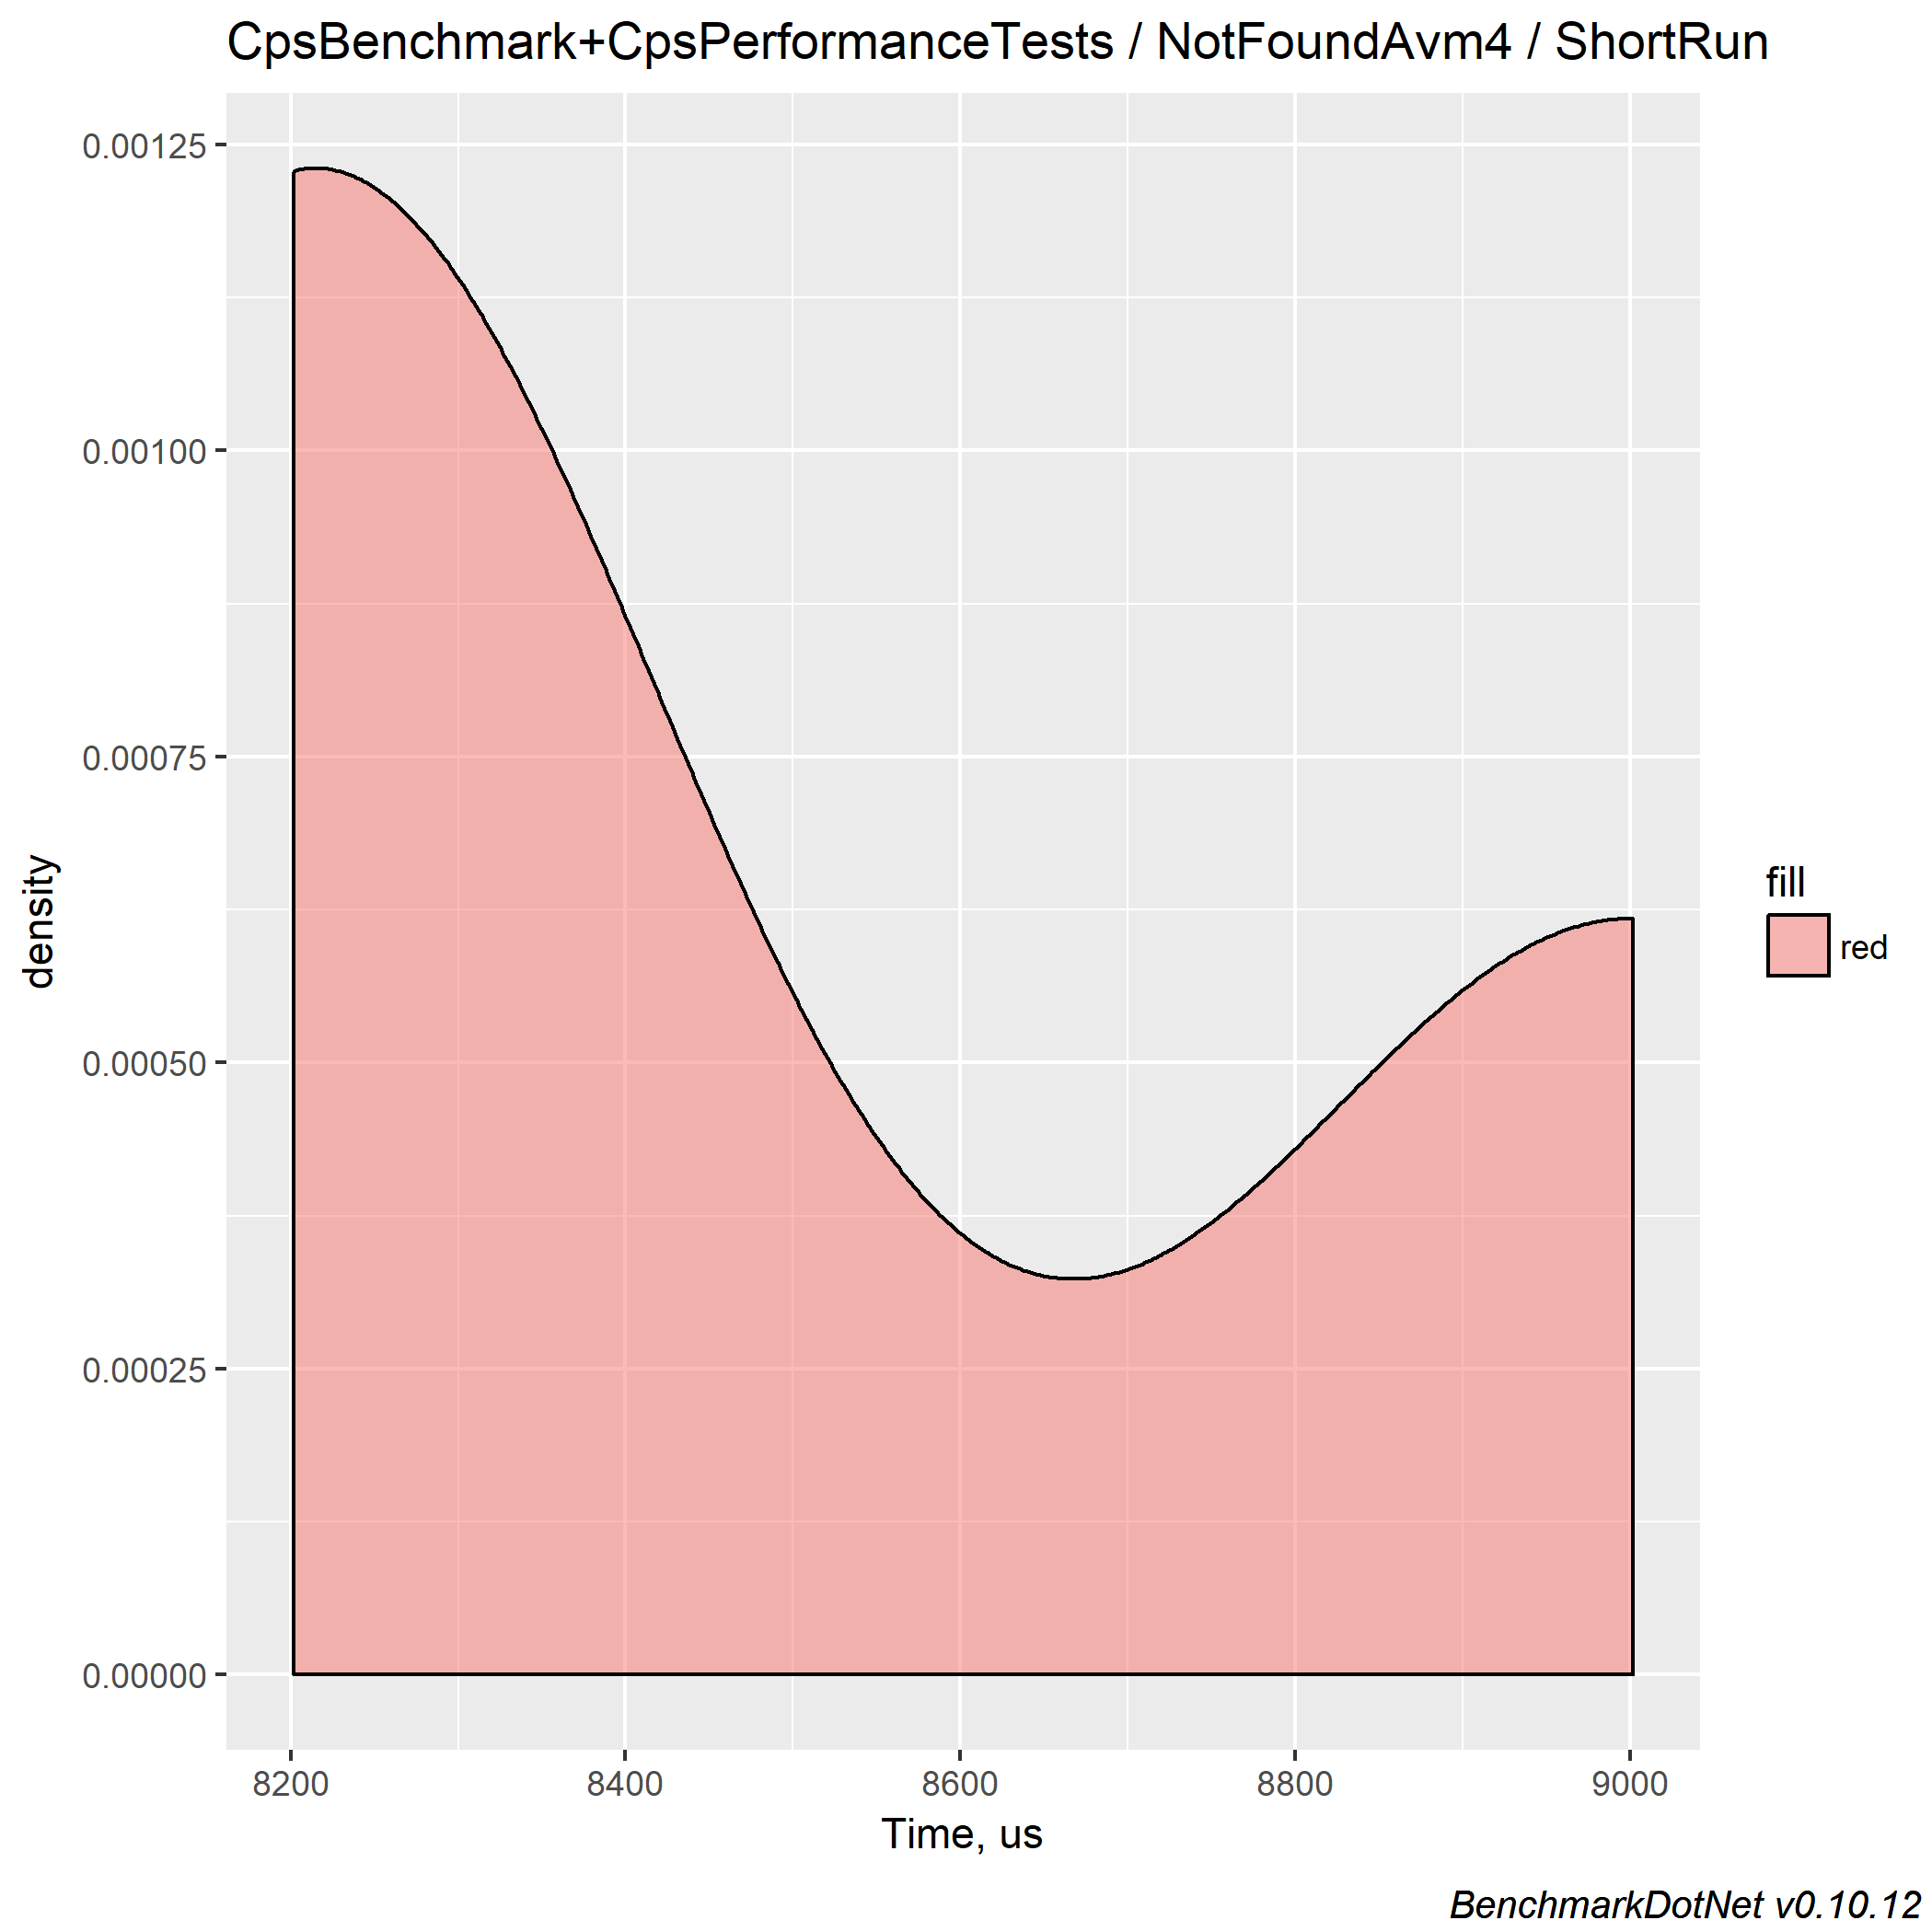 CpsBenchmark+CpsPerformanceTests / NotFoundAvm4 / ShortRun
0.00125
0.00100
0.00075
0.00050
0.00025
0.00000
density
8200 8400 8600 8800 9000
Time, us
fill
red
BenchmarkDotNet v0.10.12